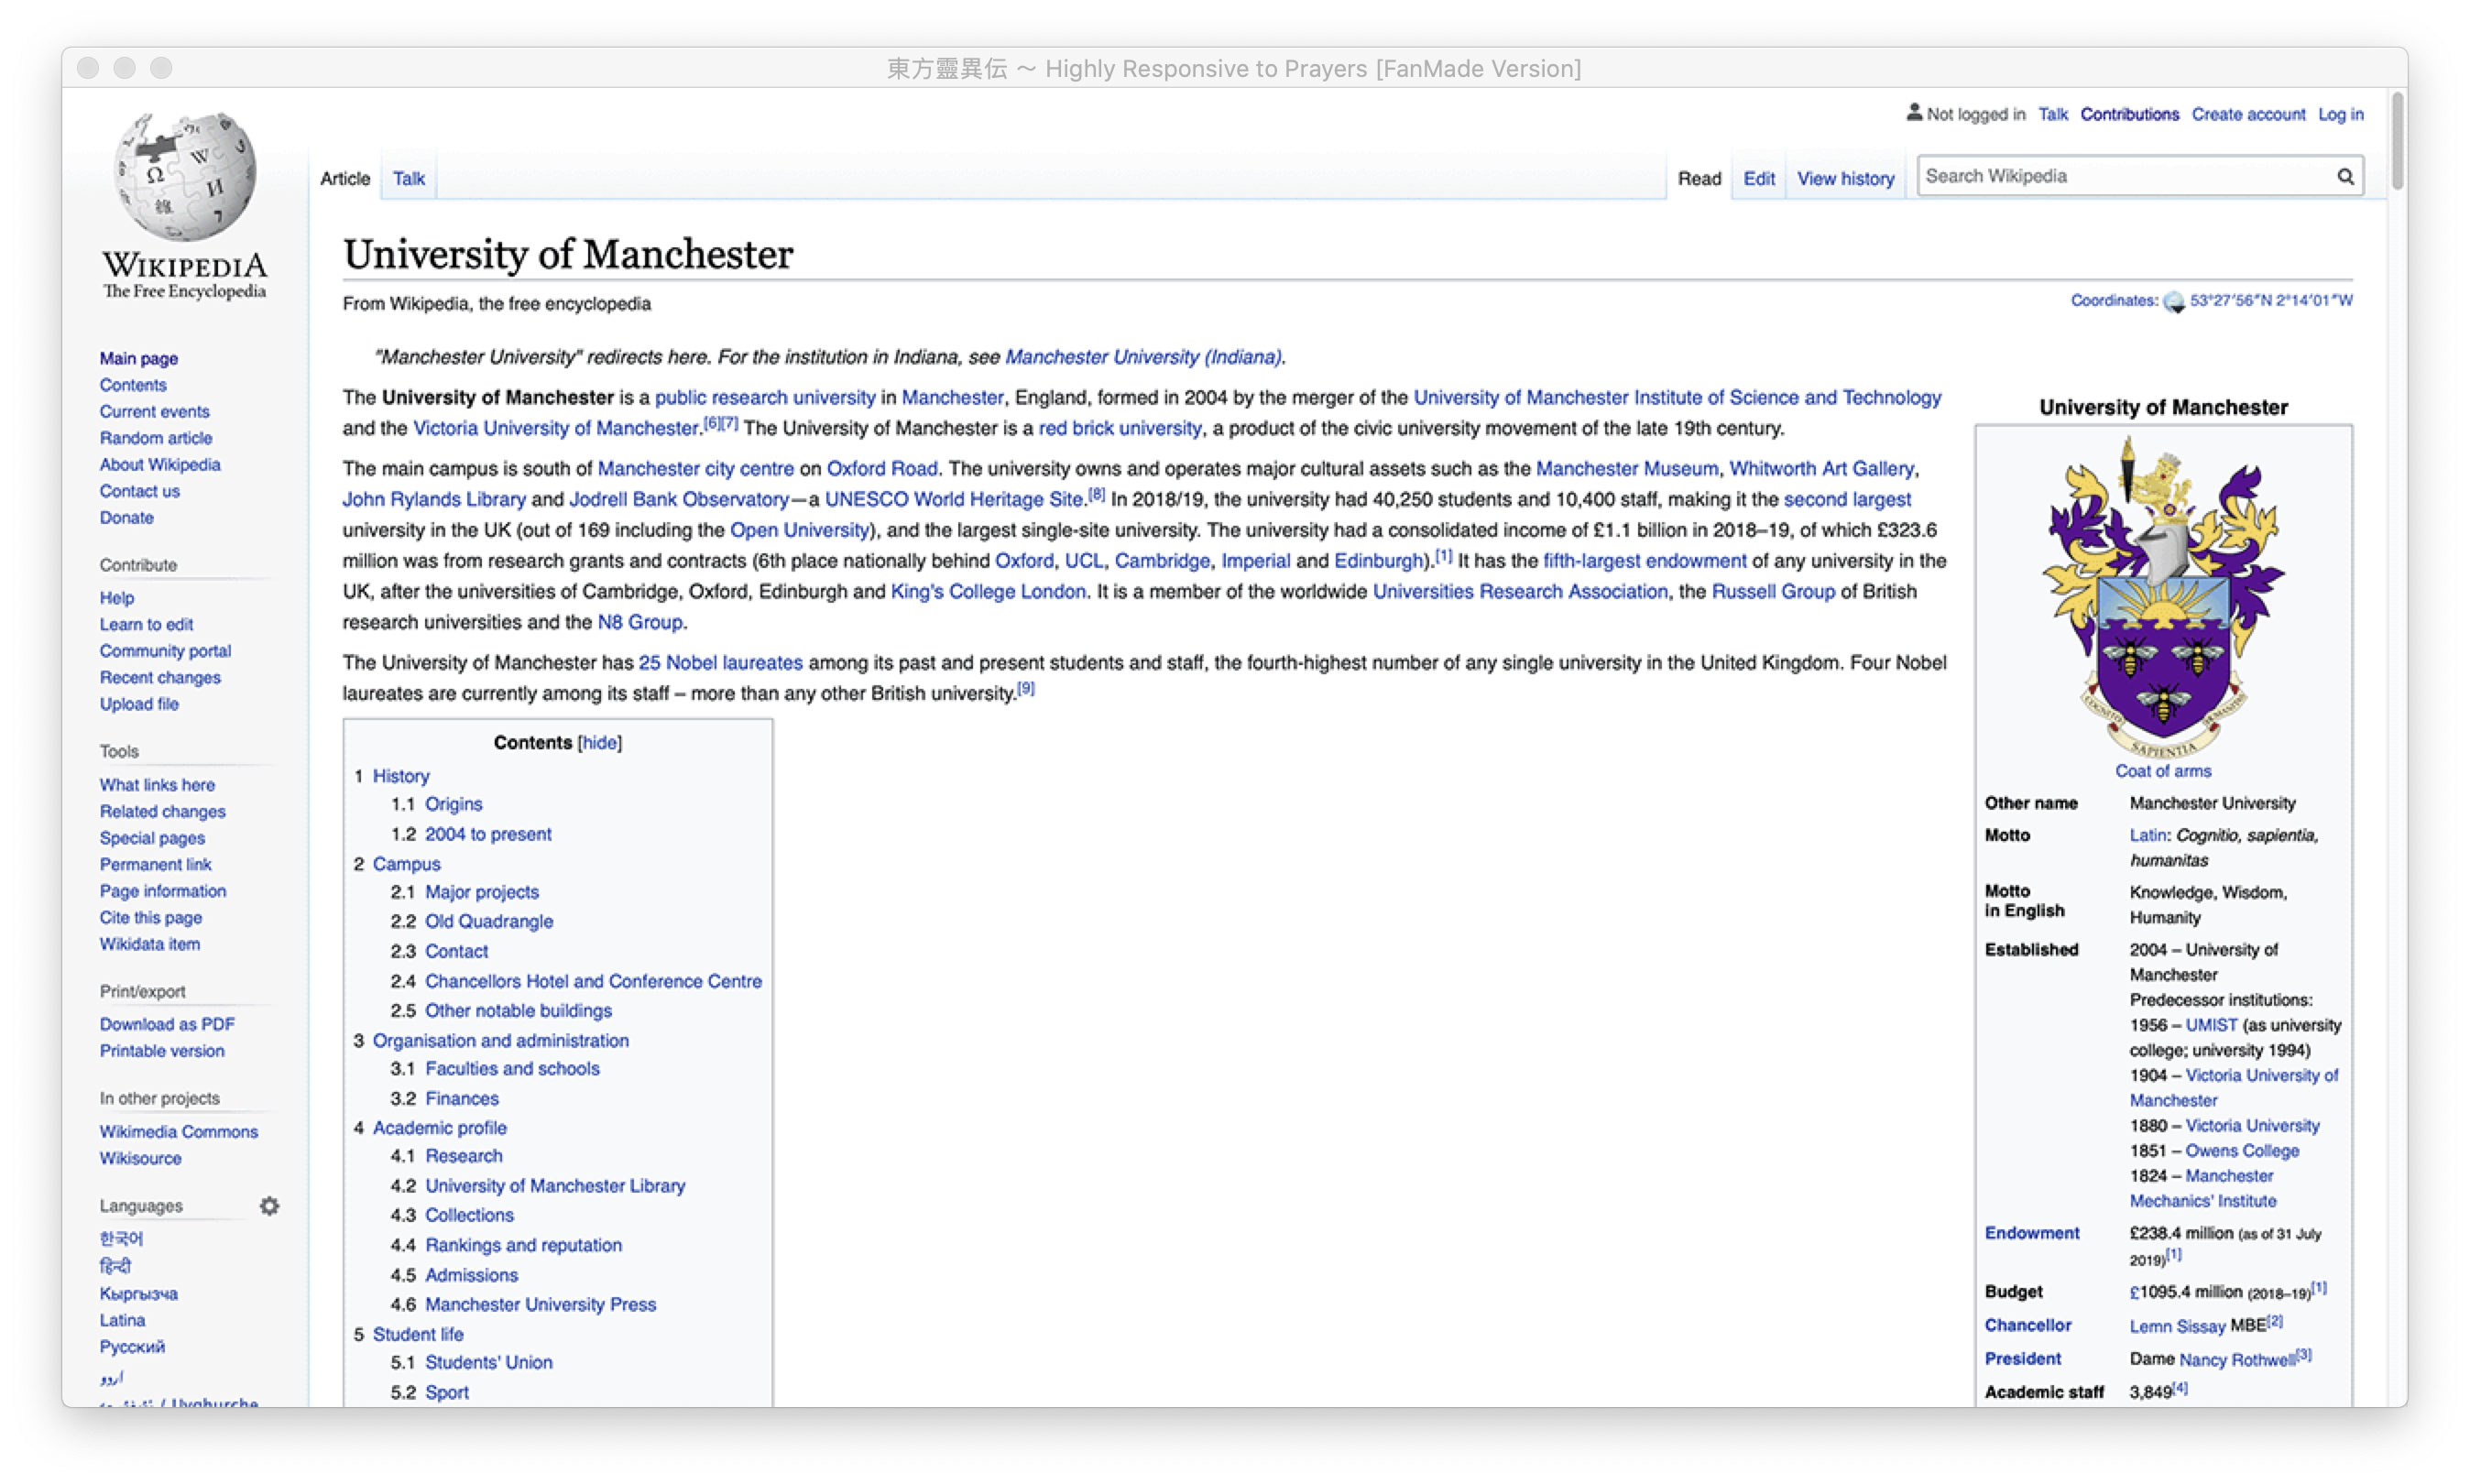 東方靈異伝 ～ Highly Responsive to Prayers [FanMade Version]
Not logged in Talk Contributions Create account Log in
Article Talk
Read Edit View history Search Wikipedia
WIKIPEDIA
The Free Encyclopedia
Main page
Contents
Current events
Random article
About Wikipedia
Contact us
Donate
Contribute
Help
Learn to edit
Community portal
Recent changes
Upload file
Tools
What links here
Related changes
Special pages
Permanent link
Page information
Cite this page
Wikidata item
Print/export
Download as PDF
Printable version
In other projects
Wikimedia Commons
Wikisource
Languages
한국어
हिन्दी
Кыргызча
Latina
Русский
اردو
University of Manchester
From Wikipedia, the free encyclopedia
Coordinates: 53°27′56″N 2°14′01″W
"Manchester University" redirects here. For the institution in Indiana, see Manchester University (Indiana).
The University of Manchester is a public research university in Manchester, England, formed in 2004 by the merger of the University of Manchester Institute of Science and Technology
and the Victoria University of Manchester.[6][7] The University of Manchester is a red brick university, a product of the civic university movement of the late 19th century.
The main campus is south of Manchester city centre on Oxford Road. The university owns and operates major cultural assets such as the Manchester Museum, Whitworth Art Gallery,
John Rylands Library and Jodrell Bank Observatory—a UNESCO World Heritage Site.[8] In 2018/19, the university had 40,250 students and 10,400 staff, making it the second largest
university in the UK (out of 169 including the Open University), and the largest single-site university. The university had a consolidated income of £1.1 billion in 2018–19, of which £323.6
million was from research grants and contracts (6th place nationally behind Oxford, UCL, Cambridge, Imperial and Edinburgh).[1] It has the fifth-largest endowment of any university in the
UK, after the universities of Cambridge, Oxford, Edinburgh and King's College London. It is a member of the worldwide Universities Research Association, the Russell Group of British
research universities and the N8 Group.
The University of Manchester has 25 Nobel laureates among its past and present students and staff, the fourth-highest number of any single university in the United Kingdom. Four Nobel
laureates are currently among its staff – more than any other British university.[9]
Contents [hide]
1 History
1.1 Origins
1.2 2004 to present
2 Campus
2.1 Major projects
2.2 Old Quadrangle
2.3 Contact
2.4 Chancellors Hotel and Conference Centre
2.5 Other notable buildings
3 Organisation and administration
3.1 Faculties and schools
3.2 Finances
4 Academic profile
4.1 Research
4.2 University of Manchester Library
4.3 Collections
4.4 Rankings and reputation
4.5 Admissions
4.6 Manchester University Press
5 Student life
5.1 Students' Union
5.2 Sport
University of Manchester
COGNITIO SAPIENTIA HUMANITAS
Coat of arms
Other name Manchester University
Motto Latin: Cognitio, sapientia,
humanitas
Motto
in English Knowledge, Wisdom,
Humanity
Established 2004 – University of
Manchester
Predecessor institutions:
1956 – UMIST (as university
college; university 1994)
1904 – Victoria University of
Manchester
1880 – Victoria University
1851 – Owens College
1824 – Manchester
Mechanics' Institute
Endowment £238.4 million (as of 31 July
2019)[1]
Budget £1095.4 million (2018–19)[1]
Chancellor Lemn Sissay MBE[2]
President Dame Nancy Rothwell[3]
Academic staff 3,849[4]